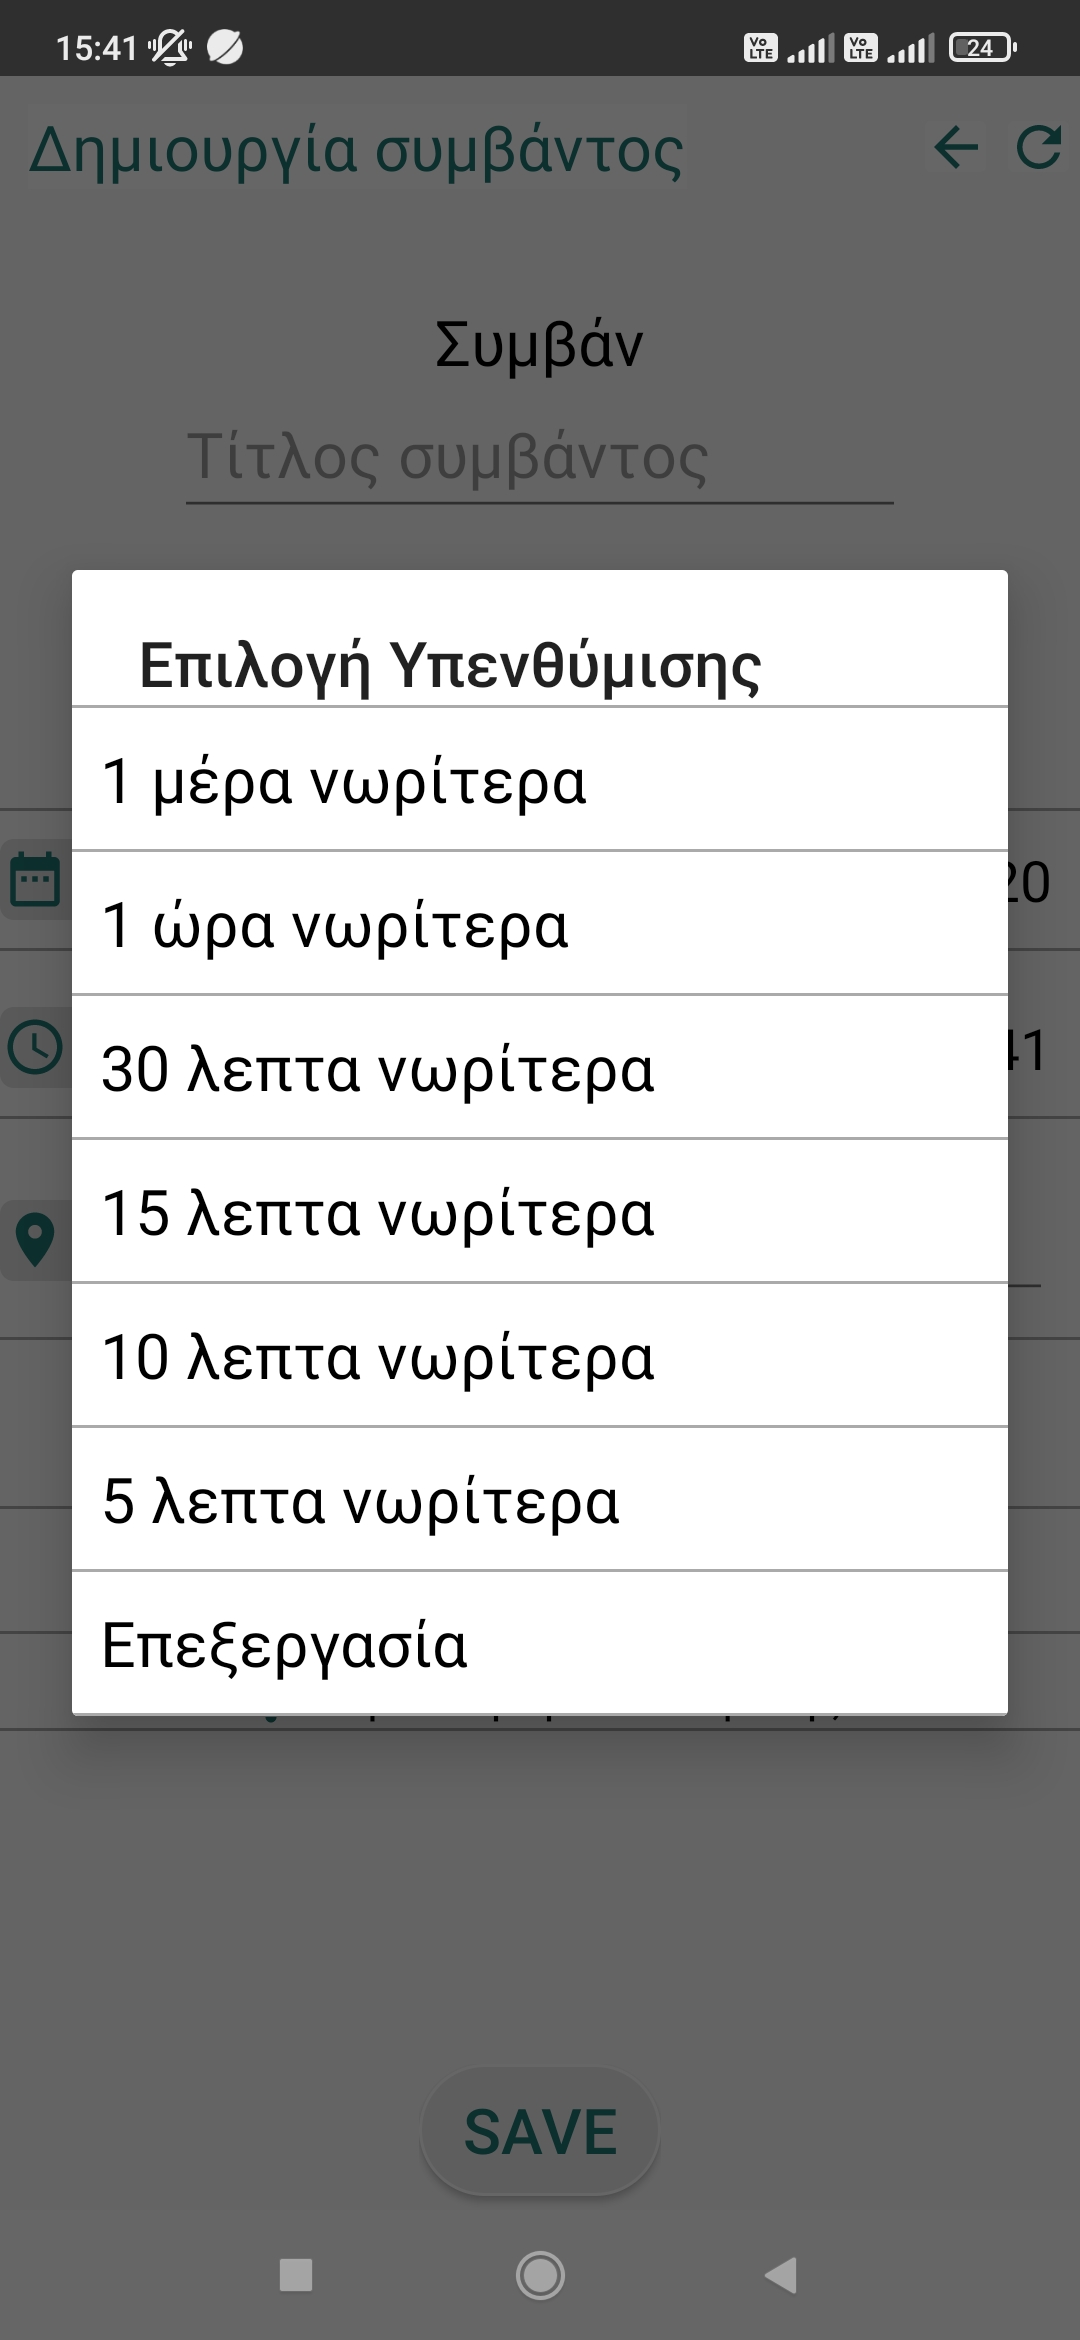 15:41
Vo LTE
Vo LTE
24
Δημιουργία συμβάντος
Συμβάν
Τίτλος συμβάντος
Επιλογή Υπενθύμισης
1 μέρα νωρίτερα
20
1 ώρα νωρίτερα
41
30 λεπτα νωρίτερα
15 λεπτα νωρίτερα
10 λεπτα νωρίτερα
5 λεπτα νωρίτερα
Επεξεργασία
SAVE